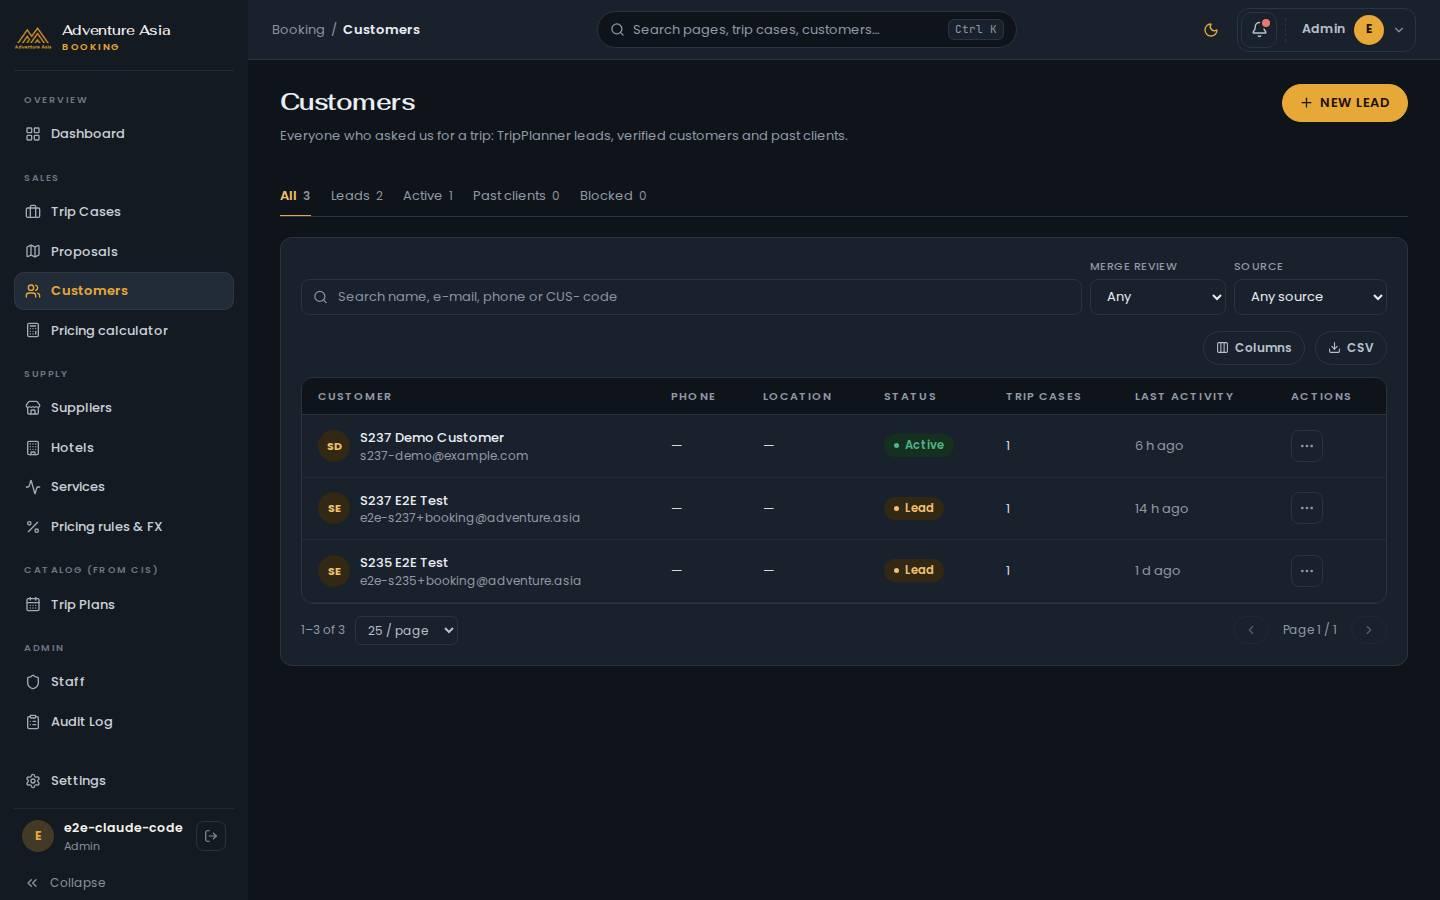 Adventure Asia
BOOKING
Adventure Asia
OVERVIEW
Dashboard
SALES
Trip Cases
Proposals
Customers
Pricing calculator
SUPPLY
Suppliers
Hotels
Services
Pricing rules & FX
CATALOG (FROM CIS)
Trip Plans
ADMIN
Staff
Audit Log
Settings
E
e2e-claude-code
Admin
Collapse
Booking / Customers
Search pages, trip cases, customers...
Ctrl K
Admin
E
Customers
NEW LEAD
Everyone who asked us for a trip: TripPlanner leads, verified customers and past clients.
All 3 Leads 2 Active 1 Past clients 0 Blocked 0
MERGE REVIEW SOURCE
Search name, e-mail, phone or CUS- code Any Any source
Columns CSV
CUSTOMER PHONE LOCATION STATUS TRIP CASES LAST ACTIVITY ACTIONS
SD S237 Demo Customer — — Active 1 6 h ago ···
s237-demo@example.com
SE S237 E2E Test — — Lead 1 14 h ago ···
e2e-s237+booking@adventure.asia
SE S235 E2E Test — — Lead 1 1 d ago ···
e2e-s235+booking@adventure.asia
1–3 of 3 25 / page Page 1 / 1